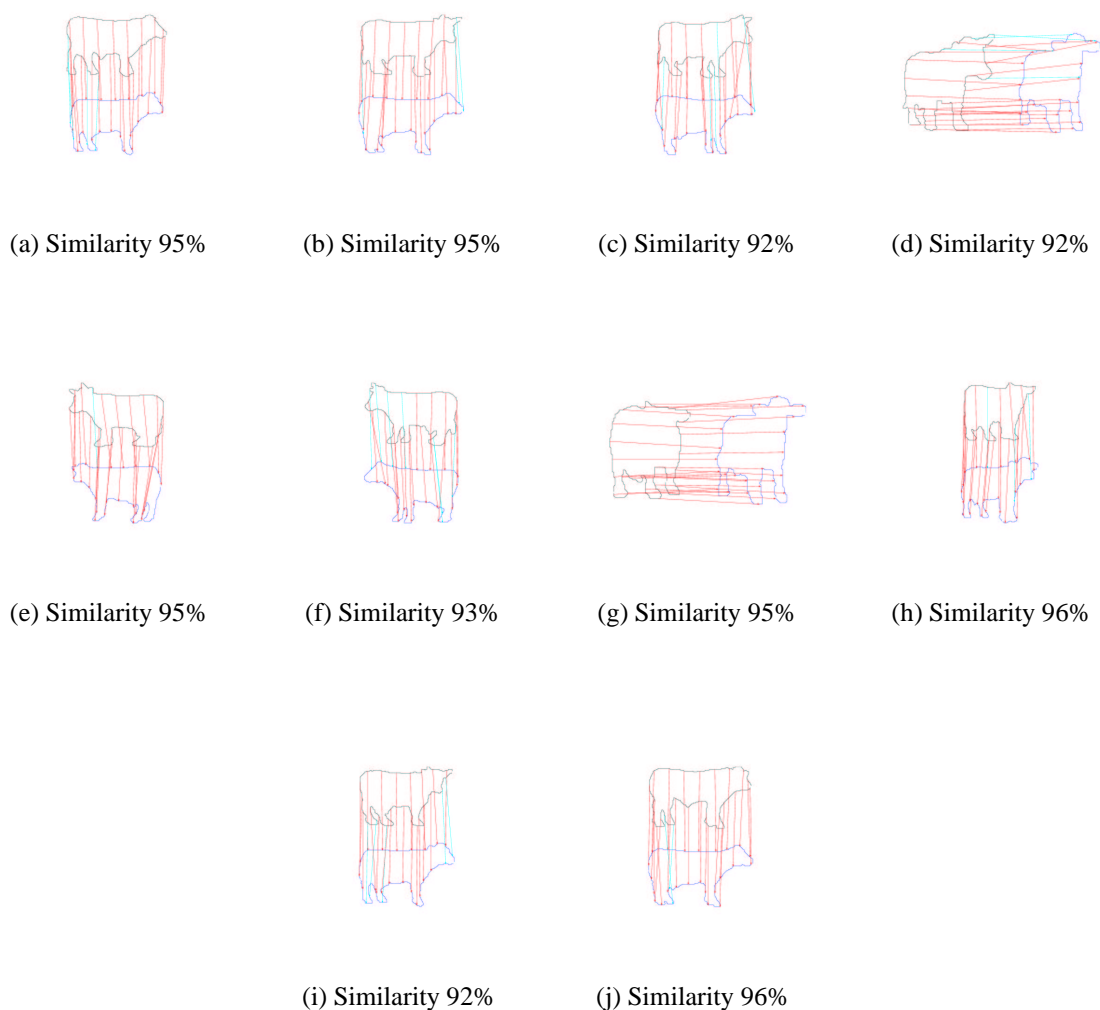 (a) Similarity 95%
(b) Similarity 95%
(c) Similarity 92%
(d) Similarity 92%
(e) Similarity 95%
(f) Similarity 93%
(g) Similarity 95%
(h) Similarity 96%
(i) Similarity 92%
(j) Similarity 96%